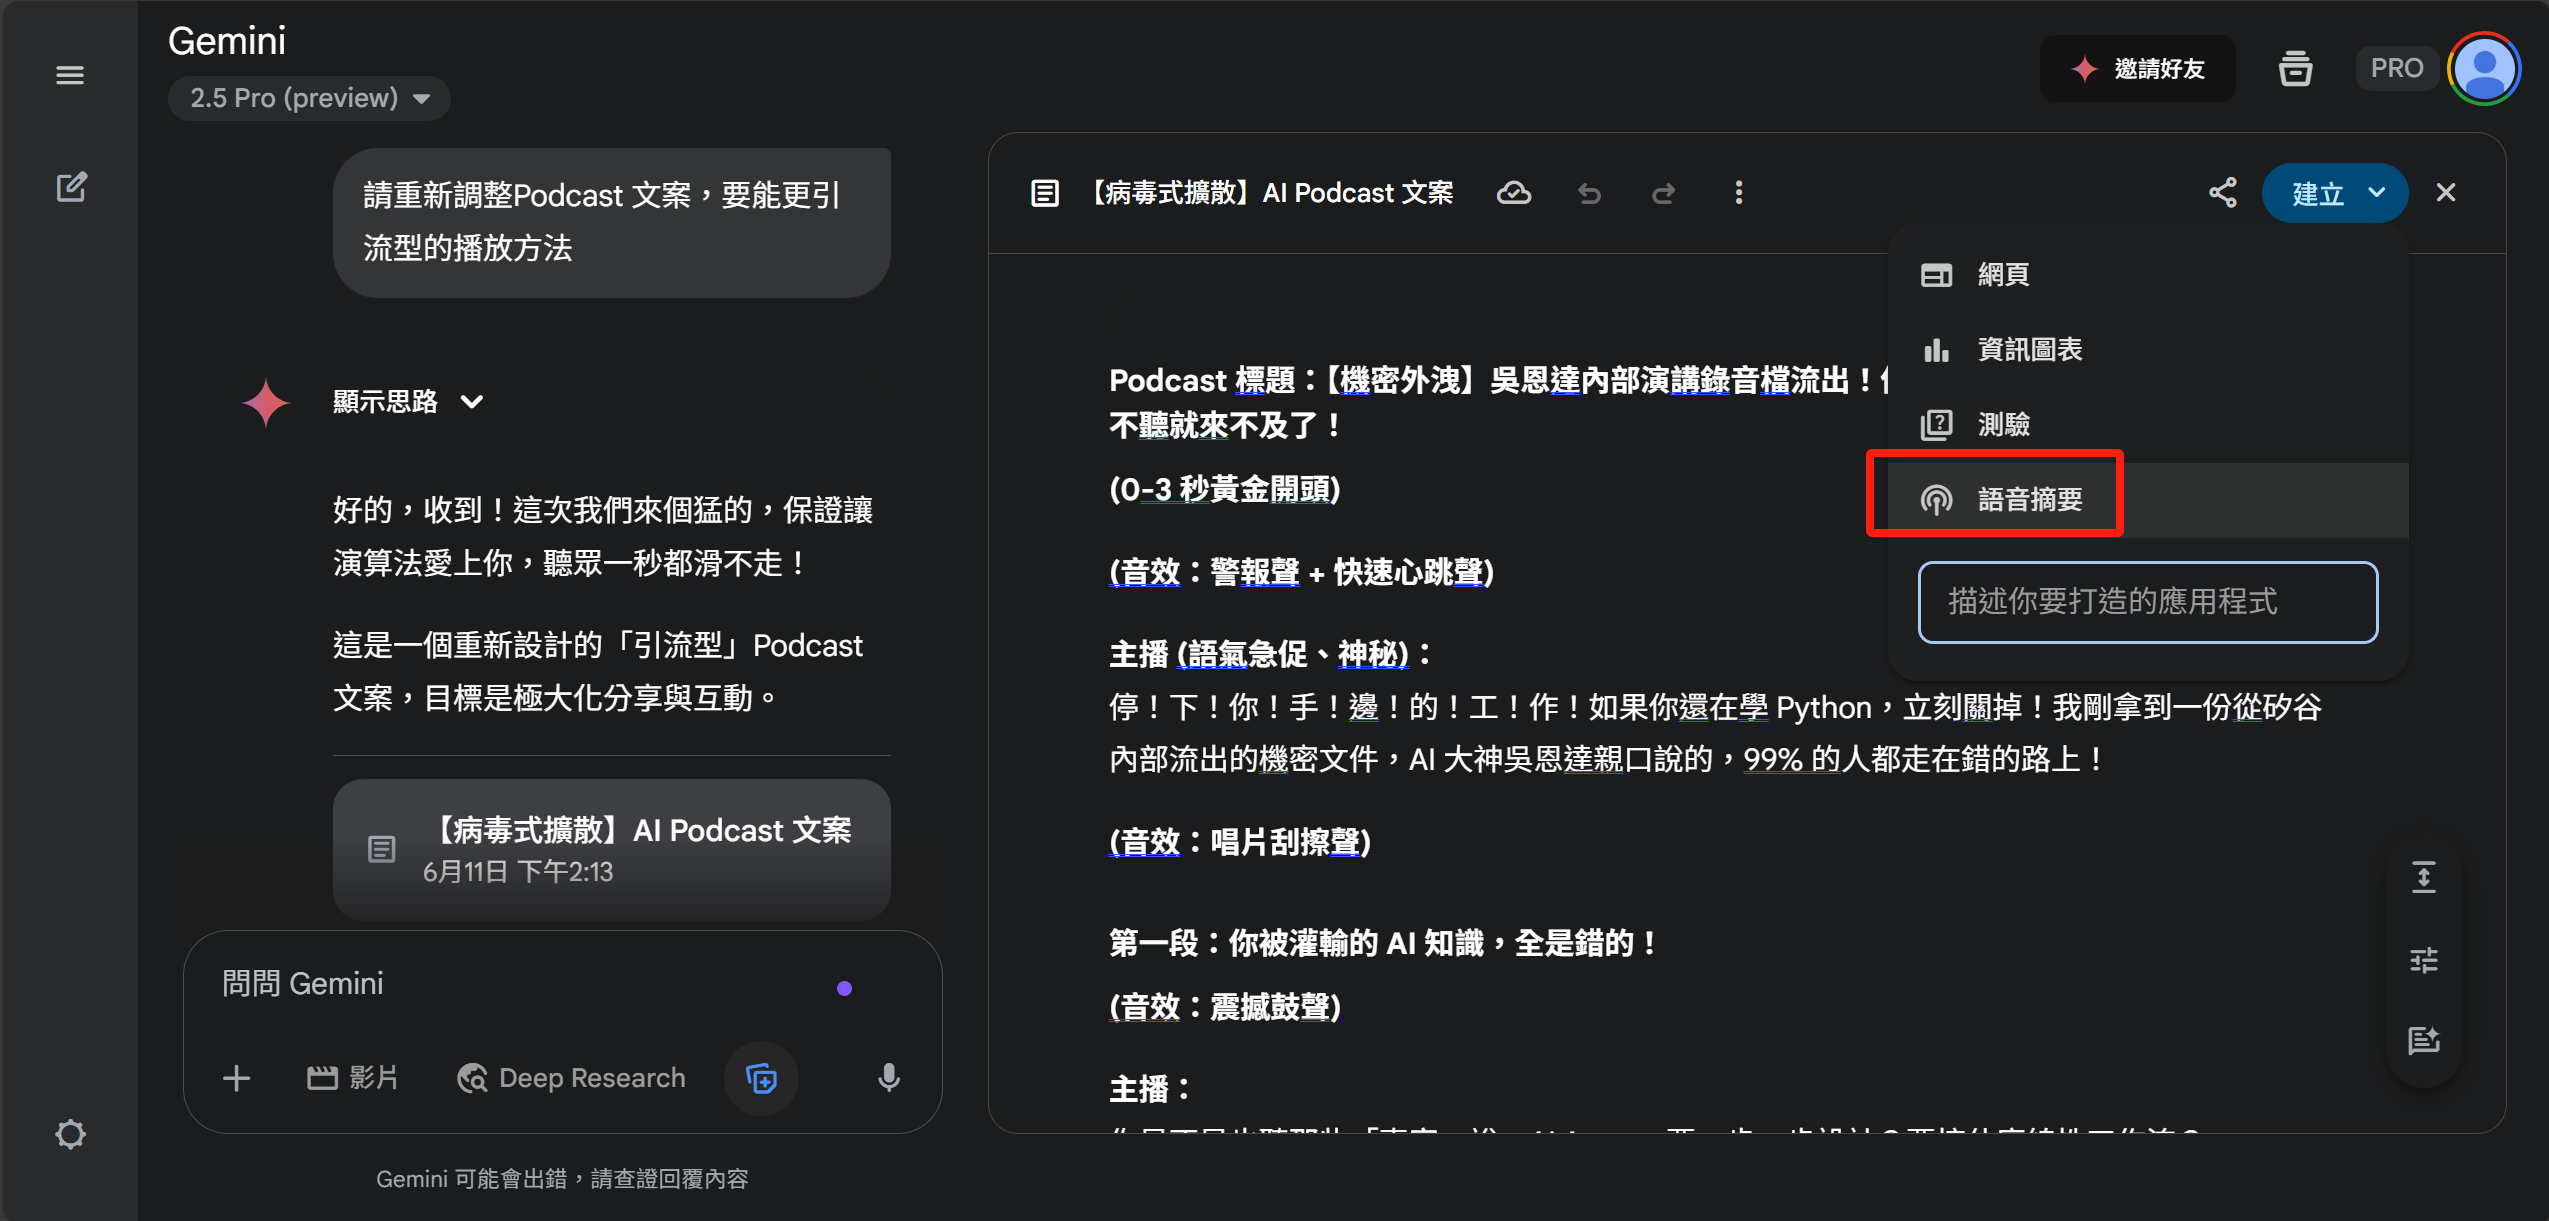 Gemini
2.5 Pro (preview)
邀請好友
PRO
請重新調整Podcast 文案，要能更引
流型的播放方法
顯示思路
好的，收到！這次我們來個猛的，保證讓
演算法愛上你，聽眾一秒都滑不走！
這是一個重新設計的「引流型」Podcast
文案，目標是極大化分享與互動。
【病毒式擴散】AI Podcast 文案
6月11日 下午2:13
問問 Gemini
影片
Deep Research
Gemini 可能會出錯，請查證回覆內容
【病毒式擴散】AI Podcast 文案
建立
網頁
資訊圖表
測驗
語音摘要
描述你要打造的應用程式
Podcast 標題：【機密外洩】吳恩達內部演講錄音檔流出！
不聽就來不及了！
(0-3 秒黃金開頭)
(音效：警報聲 + 快速心跳聲)
主播 (語氣急促、神秘)：
停！下！你！手！邊！的！工！作！如果你還在學 Python，立刻關掉！我剛拿到一份從矽谷
內部流出的機密文件，AI 大神吳恩達親口說的，99% 的人都走在錯的路上！
(音效：唱片刮擦聲)
第一段：你被灌輸的 AI 知識，全是錯的！
(音效：震撼鼓聲)
主播：